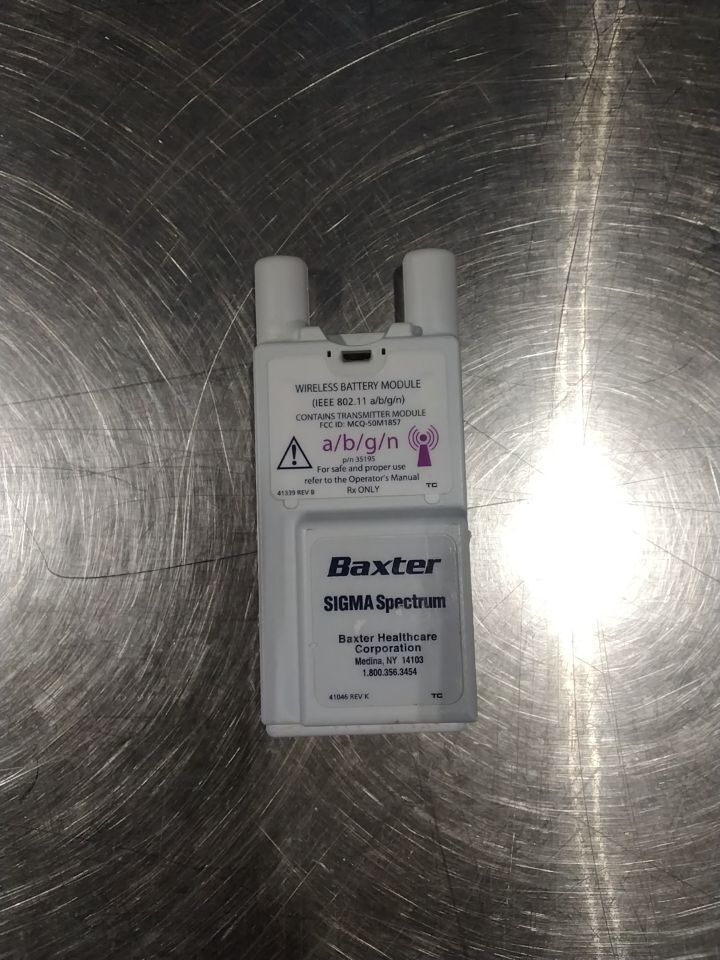 WIRELESS BATTERY MODULE
(IEEE 802.11 a/b/g/n)
CONTAINS TRANSMITTER MODULE
FCC ID: MCQ-50M1857
a/b/g/n
p/n 35195
For safe and proper use
refer to the Operator's Manual
41339 REV B Rx ONLY TC
Baxter
SIGMA Spectrum
Baxter Healthcare
Corporation
Medina, NY 14103
1.800.356.3454
41046 REV K TC